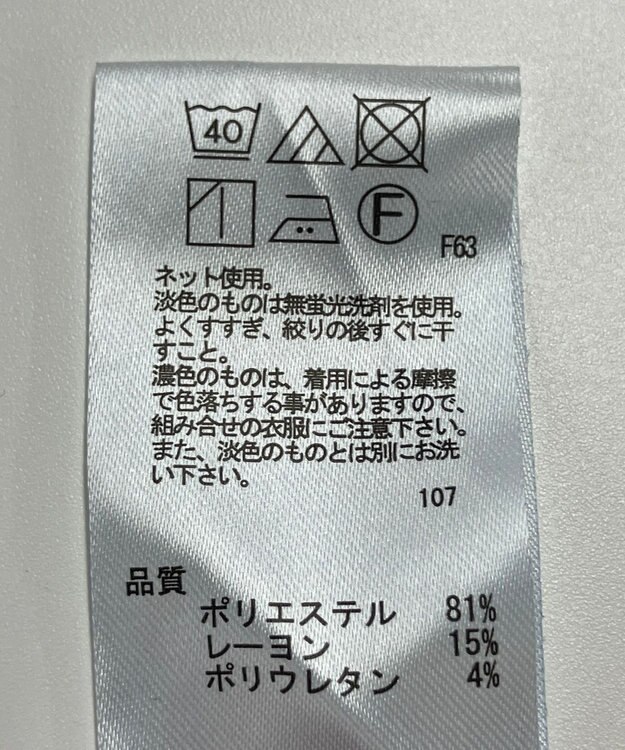 40
F
F63
ネット使用。
淡色のものは無蛍光洗剤を使用。
よくすすぎ、絞りの後すぐに干
すこと。
濃色のものは、着用による摩擦
で色落ちする事がありますので、
組み合せの衣服にご注意下さい。
また、淡色のものとは別にお洗
い下さい。
107
品質
ポリエステル 81%
レーヨン 15%
ポリウレタン 4%